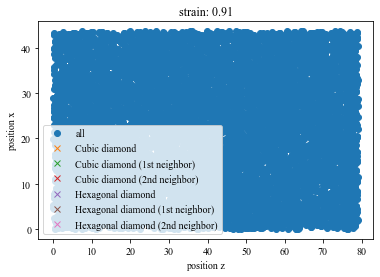 strain: 0.91
position x
40
30
20
10
0
all
Cubic diamond
Cubic diamond (1st neighbor)
Cubic diamond (2nd neighbor)
Hexagonal diamond
Hexagonal diamond (1st neighbor)
Hexagonal diamond (2nd neighbor)
0 10 20 30 40 50 60 70 80
position z